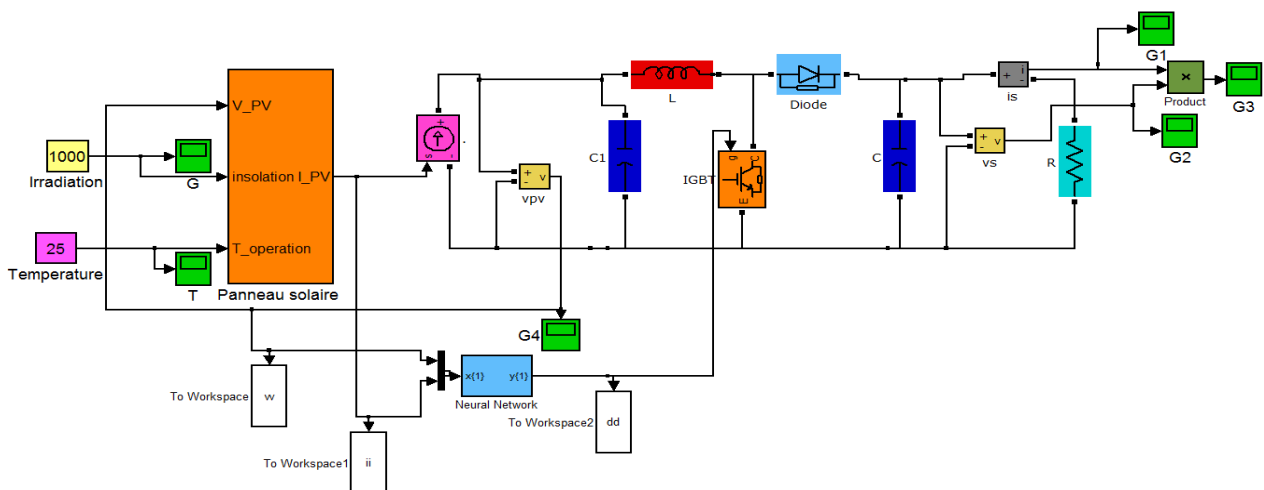 G1
+
i
-
is
x
Product
G3
L
Diode
V_PV
+
s
-
.
1000
Irradiation
G
insolation I_PV
C1
g
C
IGBT
E
C
+
-
v
vs
G2
R
+
-
v
vpv
25
Temperature
T_operation
T
Panneau solaire
G4
x{1}
y{1}
Neural Network
To Workspace
vv
To Workspace2
dd
To Workspace1
ii